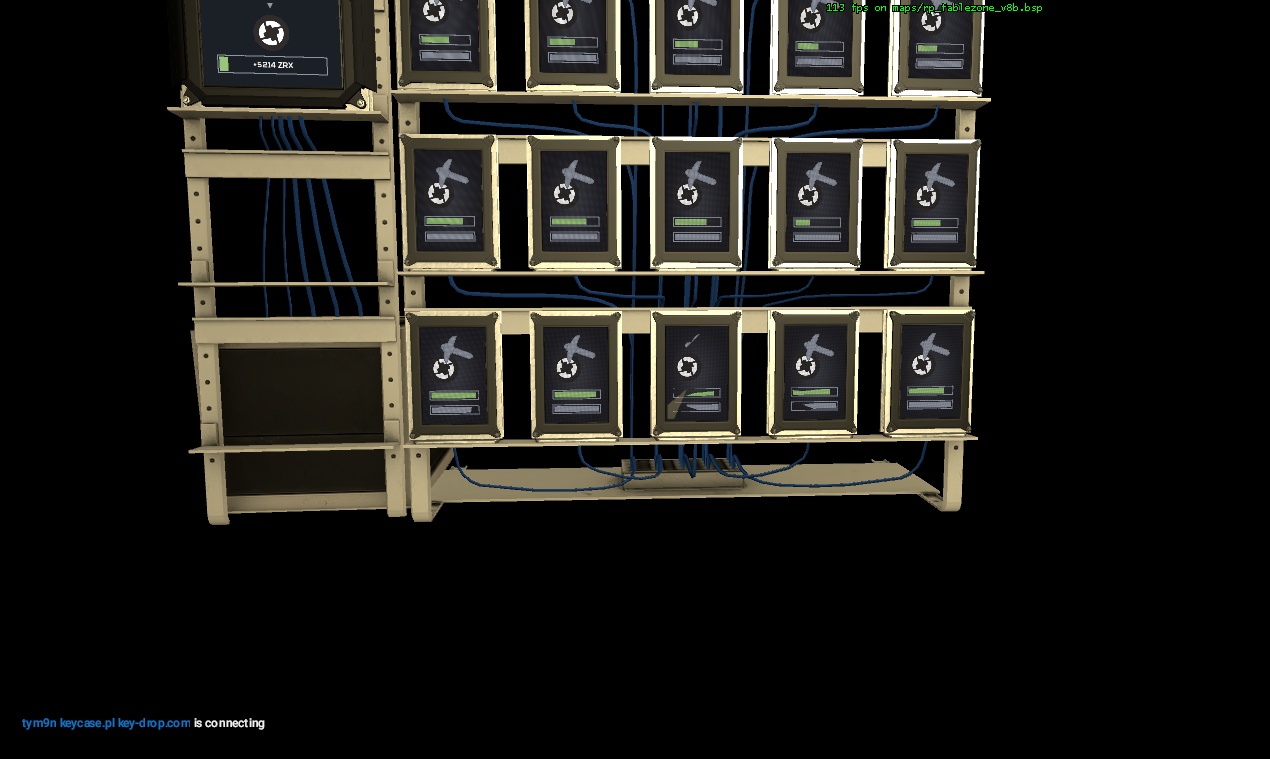 113 fps on maps/rp_fablezone_v8b.bsp
+5214 ZRX
tym9n keycase.pl key-drop.com is connecting